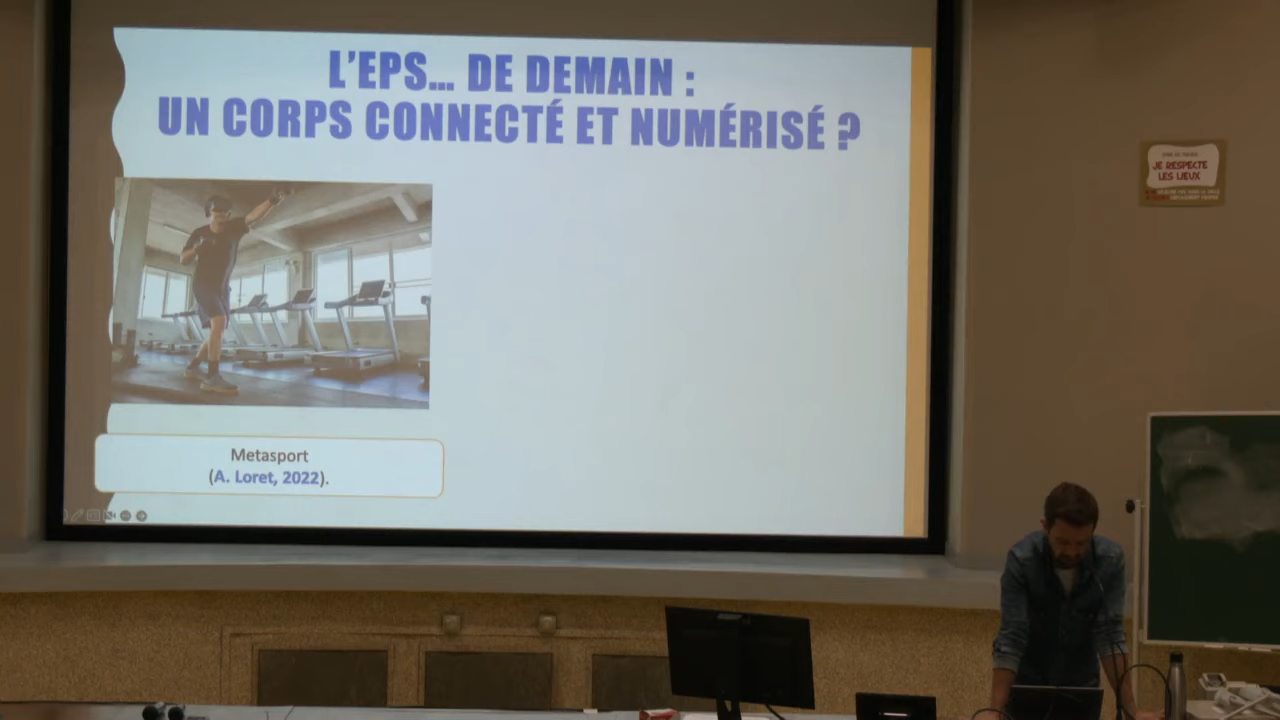 L'EPS... DE DEMAIN :
UN CORPS CONNECTÉ ET NUMÉRISÉ ?
Metasport
(A. Loret, 2022).
JE RESPECTE
LES LIEUX